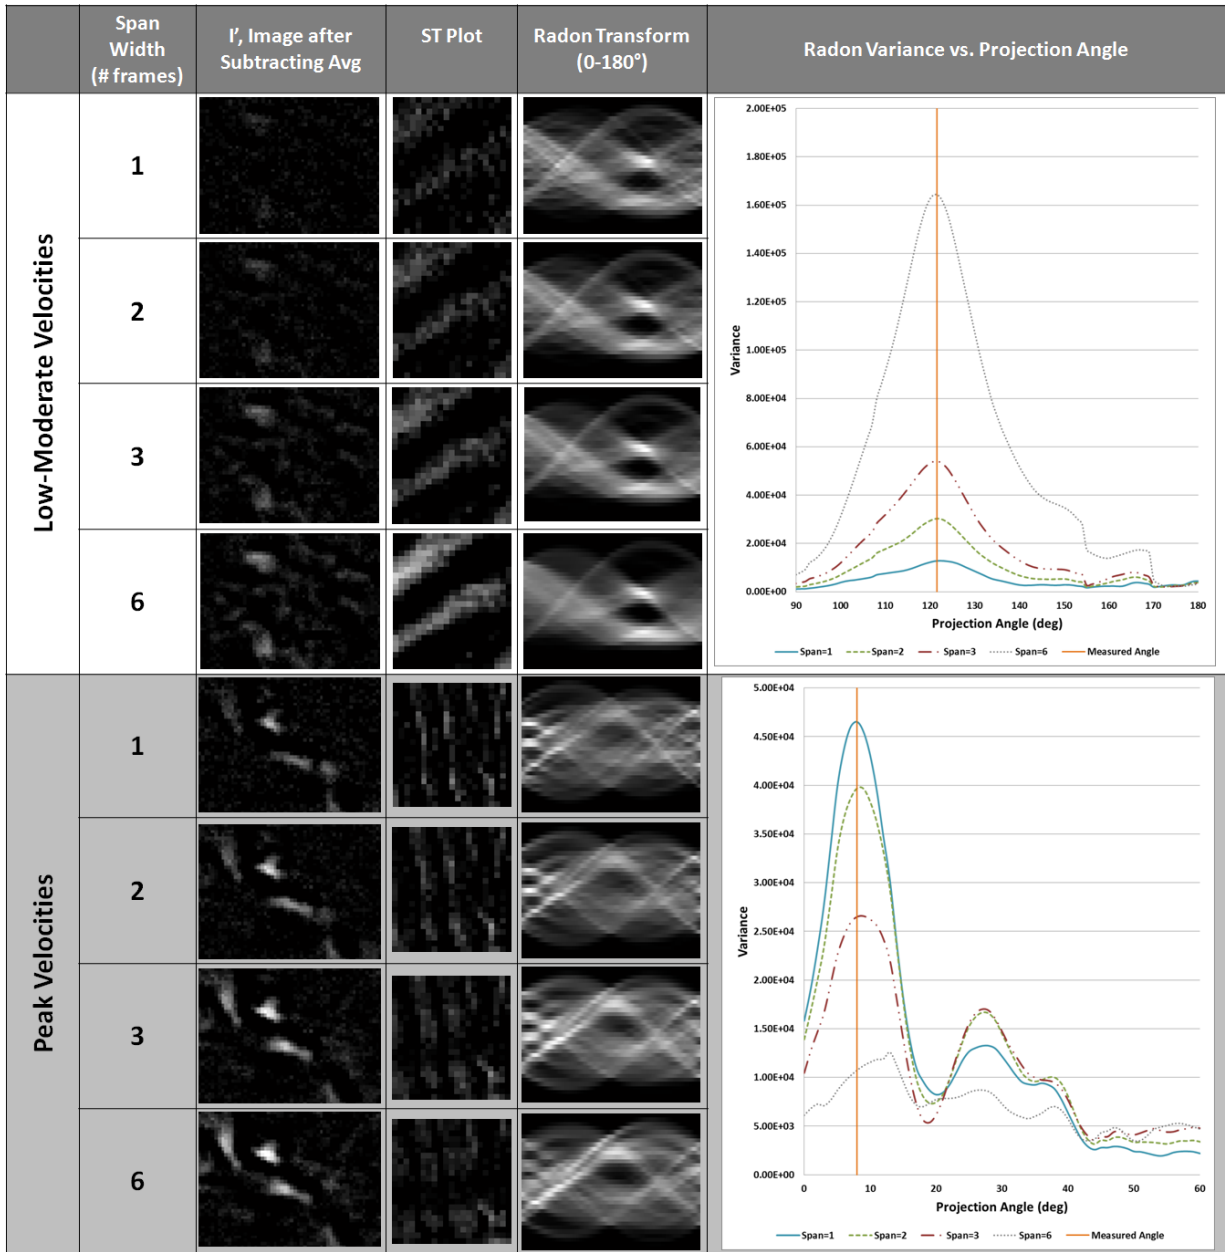 Span
Width
(# frames)
I’, Image after
Subtracting Avg
ST Plot
Radon Transform
(0-180°)
Radon Variance vs. Projection Angle
Low-Moderate Velocities
1
2
3
6
2.00E+05
1.80E+05
1.60E+05
1.40E+05
1.20E+05
1.00E+05
8.00E+04
6.00E+04
4.00E+04
2.00E+04
0.00E+00
Variance
90 100 110 120 130 140 150 160 170 180
Projection Angle (deg)
Span=1 Span=2 Span=3 Span=6 Measured Angle
Peak Velocities
1
2
3
6
5.00E+04
4.50E+04
4.00E+04
3.50E+04
3.00E+04
2.50E+04
2.00E+04
1.50E+04
1.00E+04
5.00E+03
0.00E+00
Variance
0 10 20 30 40 50 60
Projection Angle (deg)
Span=1 Span=2 Span=3 Span=6 Measured Angle